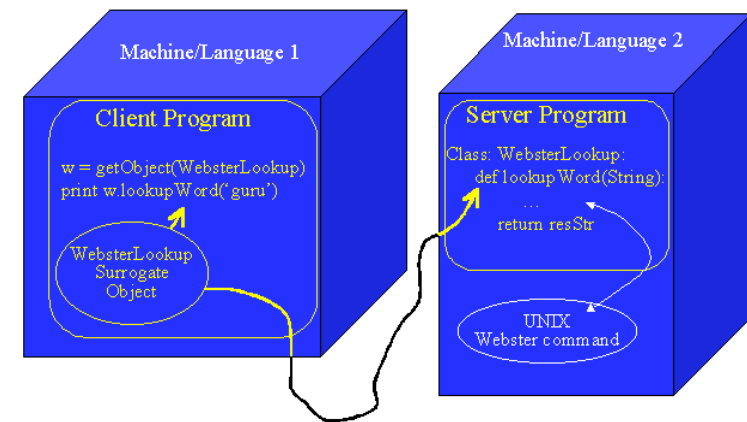 Machine/Language 1
Client Program
w = getObject(WebsterLookup)
print w.lookupWord(‘guru’)
WebsterLookup
Surrogate
Object
Machine/Language 2
Server Program
Class: WebsterLookup:
def lookupWord(String):
...
return resStr
UNIX
Webster command